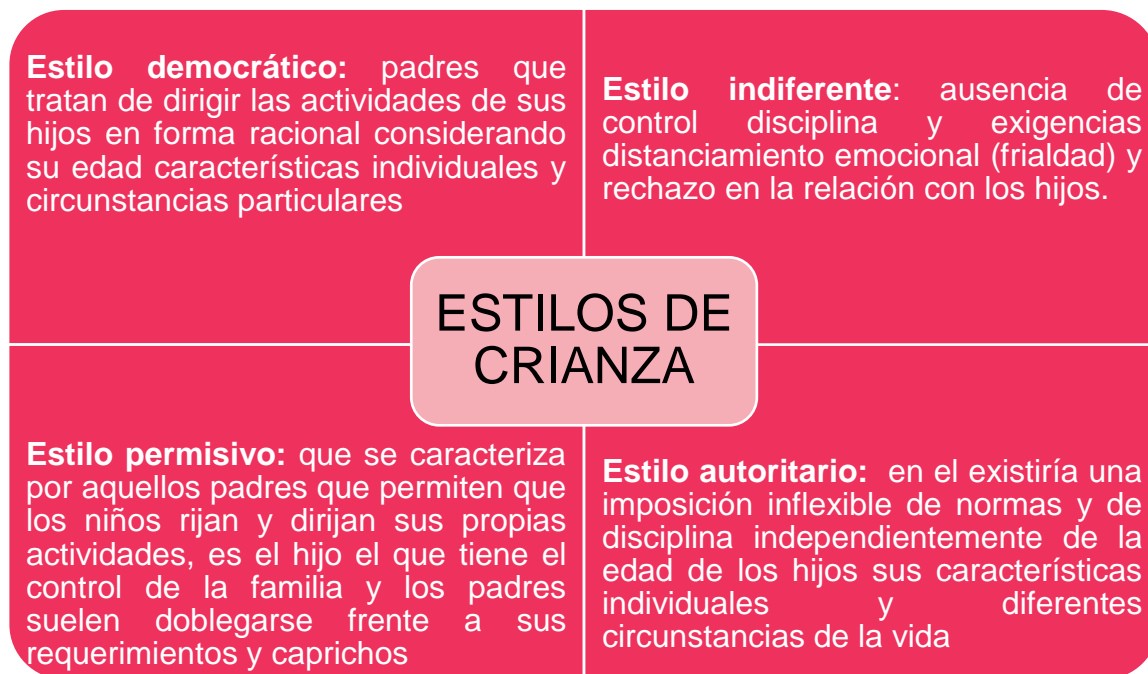 Estilo democrático: padres que
tratan de dirigir las actividades de sus
hijos en forma racional considerando
su edad características individuales y
circunstancias particulares
Estilo indiferente: ausencia de
control disciplina y exigencias
distanciamiento emocional (frialdad) y
rechazo en la relación con los hijos.
ESTILOS DE
CRIANZA
Estilo permisivo: que se caracteriza
por aquellos padres que permiten que
los niños rijan y dirijan sus propias
actividades, es el hijo el que tiene el
control de la familia y los padres
suelen doblegarse frente a sus
requerimientos y caprichos
Estilo autoritario: en el existiría una
imposición inflexible de normas y de
disciplina independientemente de la
edad de los hijos sus características
individuales y diferentes
circunstancias de la vida